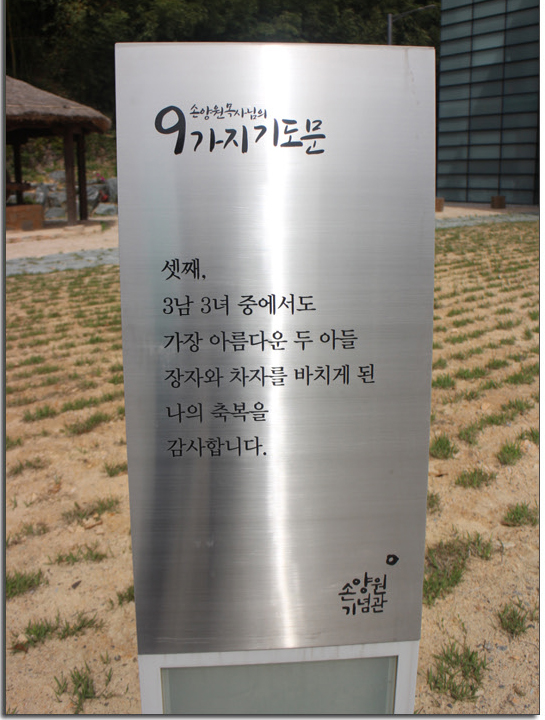 손양원목사님의
9가지기도문
셋째,
3남 3녀 중에서도
가장 아름다운 두 아들
장자와 차자를 바치게 된
나의 축복을
감사합니다.
손양원
기념관